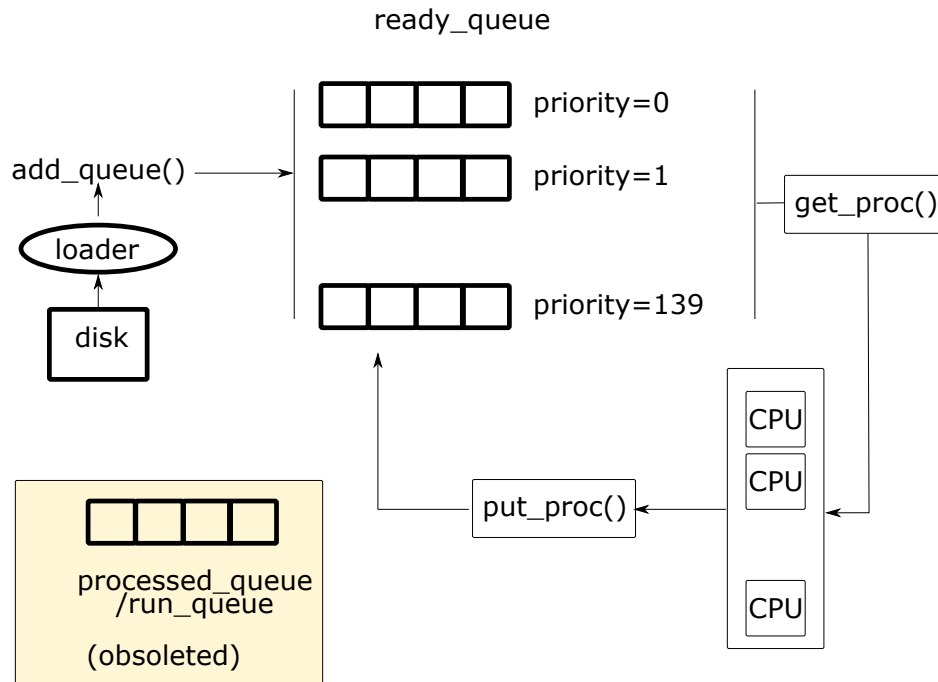 ready_queue
priority=0
add_queue()
priority=1
get_proc()
loader
priority=139
disk
CPU
CPU
put_proc()
CPU
processed_queue
/run_queue
(obsoleted)